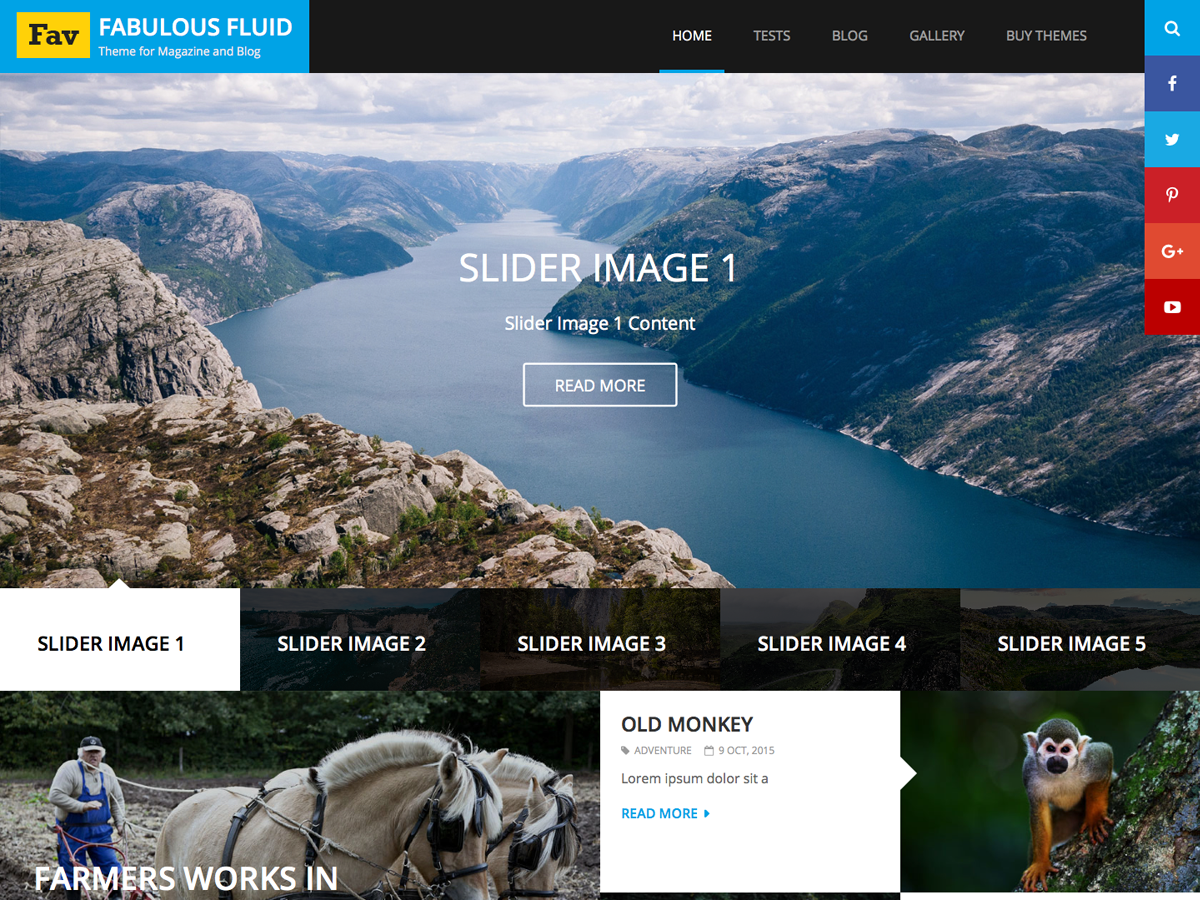 Fav
FABULOUS FLUID
Theme for Magazine and Blog
HOME
TESTS
BLOG
GALLERY
BUY THEMES
G+
SLIDER IMAGE 1
Slider Image 1 Content
READ MORE
SLIDER IMAGE 1
SLIDER IMAGE 2
SLIDER IMAGE 3
SLIDER IMAGE 4
SLIDER IMAGE 5
FARMERS WORKS IN
OLD MONKEY
ADVENTURE 9 OCT, 2015
Lorem ipsum dolor sit a
READ MORE